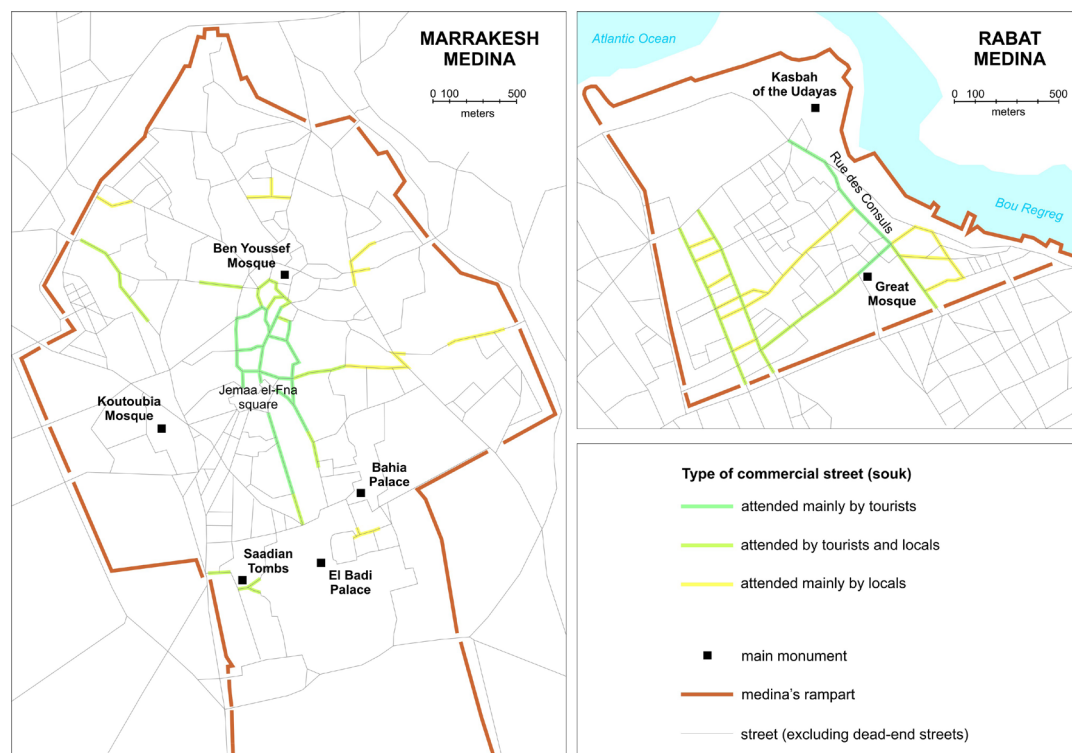 MARRAKESH
MEDINA
0 100 500
meters
Ben Youssef
Mosque
Jemaa el-Fna
square
Koutoubia
Mosque
Bahia
Palace
Saadian
Tombs
El Badi
Palace
Atlantic Ocean
RABAT
MEDINA
Kasbah
of the Udayas
0 100 500
meters
Rue des Consuls
Bou Regreg
Great
Mosque
Type of commercial street (souk)
attended mainly by tourists
attended by tourists and locals
attended mainly by locals
main monument
medina's rampart
street (excluding dead-end streets)